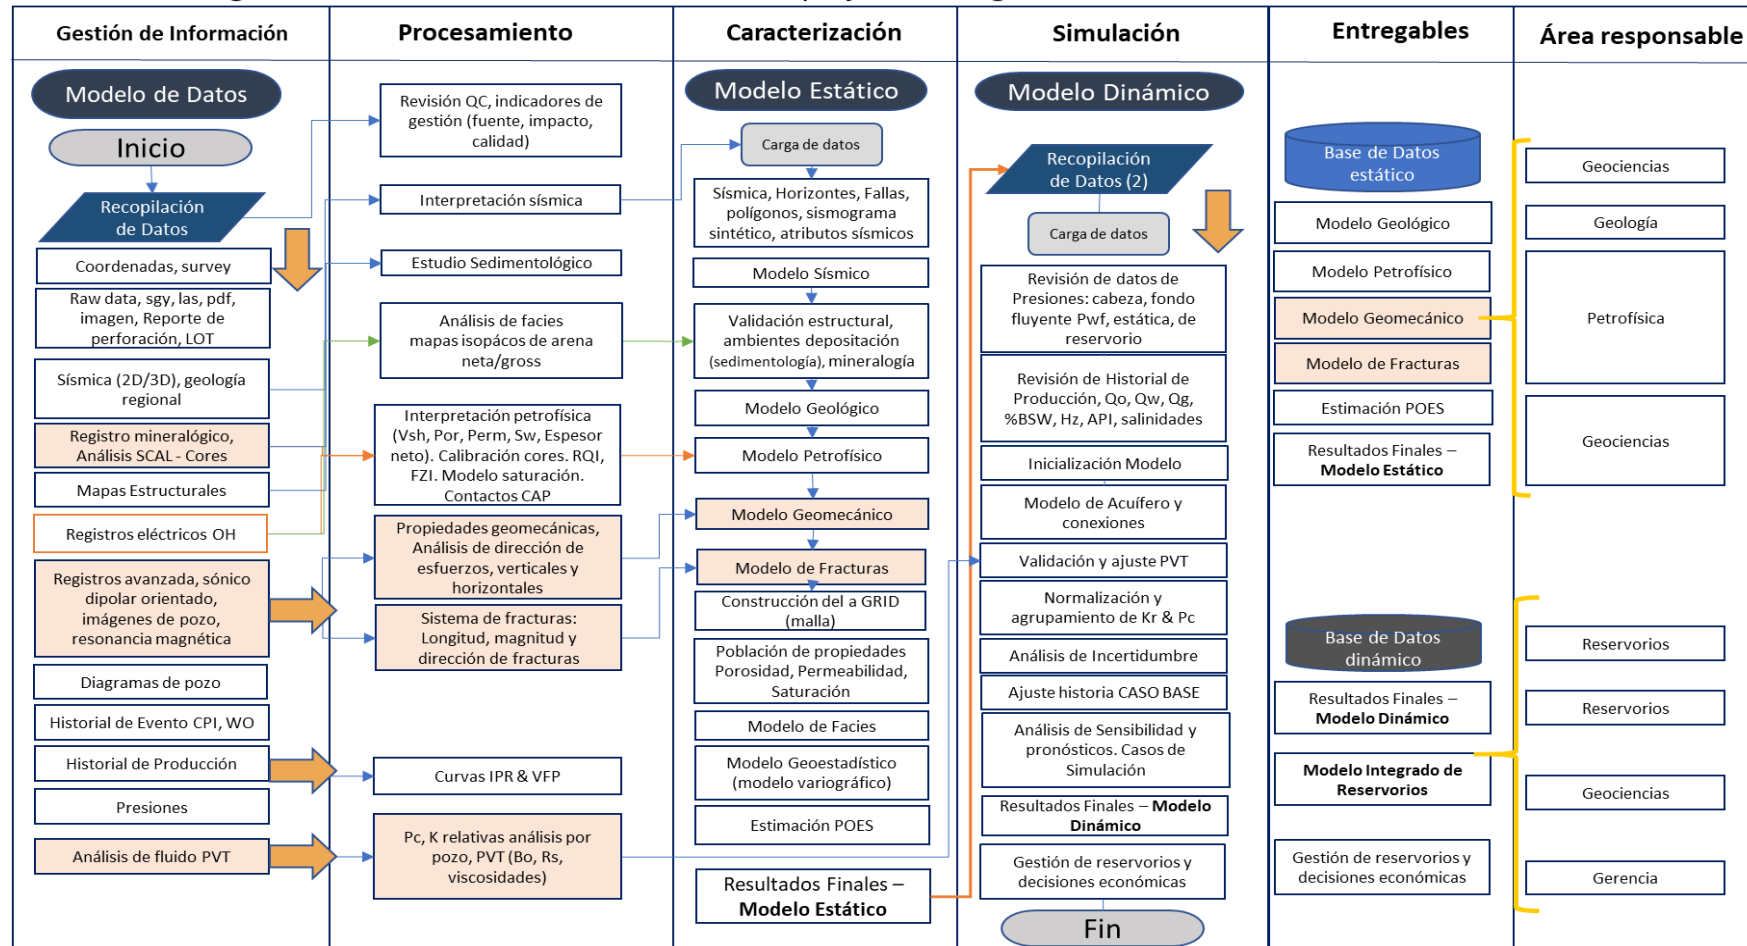 Gestión de Información
Procesamiento
Caracterización
Simulación
Entregables
Área responsable
Modelo de Datos
Inicio
Recopilación
de Datos
Coordenadas, survey
Raw data, sgy, las, pdf,
imagen, Reporte de
perforación, LOT
Sísmica (2D/3D), geología
regional
Registro mineralógico,
Análisis SCAL - Cores
Mapas Estructurales
Registros eléctricos OH
Registros avanzada, sónico
dipolar orientado,
imágenes de pozo,
resonancia magnética
Diagramas de pozo
Historial de Evento CPI, WO
Historial de Producción
Presiones
Análisis de fluido PVT
Revisión QC, indicadores de
gestión (fuente, impacto,
calidad)
Interpretación sísmica
Estudio Sedimentológico
Análisis de facies
mapas isopácos de arena
neta/gross
Interpretación petrofísica
(Vsh, Por, Perm, Sw, Espesor
neto). Calibración cores. RQI,
FZI. Modelo saturación.
Contactos CAP
Propiedades geomecánicas,
Análisis de dirección de
esfuerzos, verticales y
horizontales
Sistema de fracturas:
Longitud, magnitud y
dirección de fracturas
Curvas IPR & VFP
Pc, K relativas análisis por
pozo, PVT (Bo, Rs,
viscosidades)
Modelo Estático
Carga de datos
Sísmica, Horizontes, Fallas,
polígonos, sismograma
sintético, atributos sísmicos
Modelo Sísmico
Validación estructural,
ambientes depositación
(sedimentología), mineralogía
Modelo Geológico
Modelo Petrofísico
Modelo Geomecánico
Modelo de Fracturas
Construcción del a GRID
(malla)
Población de propiedades
Porosidad, Permeabilidad,
Saturación
Modelo de Facies
Modelo Geoestadístico
(modelo variográfico)
Estimación POES
Resultados Finales –
Modelo Estático
Modelo Dinámico
Recopilación
de Datos (2)
Carga de datos
Revisión de datos de
Presiones: cabeza, fondo
fluyente Pwf, estática, de
reservorio
Revisión de Historial de
Producción, Qo, Qw, Qg,
%BSW, Hz, API, salinidades
Inicialización Modelo
Modelo de Acuífero y
conexiones
Validación y ajuste PVT
Normalización y
agrupamiento de Kr & Pc
Análisis de Incertidumbre
Ajuste historia CASO BASE
Análisis de Sensibilidad y
pronósticos. Casos de
Simulación
Resultados Finales – Modelo
Dinámico
Gestión de reservorios y
decisiones económicas
Fin
Base de Datos
estático
Modelo Geológico
Modelo Petrofísico
Modelo Geomecánico
Modelo de Fracturas
Estimación POES
Resultados Finales –
Modelo Estático
Base de Datos
dinámico
Resultados Finales –
Modelo Dinámico
Modelo Integrado de
Reservorios
Gestión de reservorios y
decisiones económicas
Geociencias
Geología
Petrofísica
Geociencias
Reservorios
Reservorios
Geociencias
Gerencia